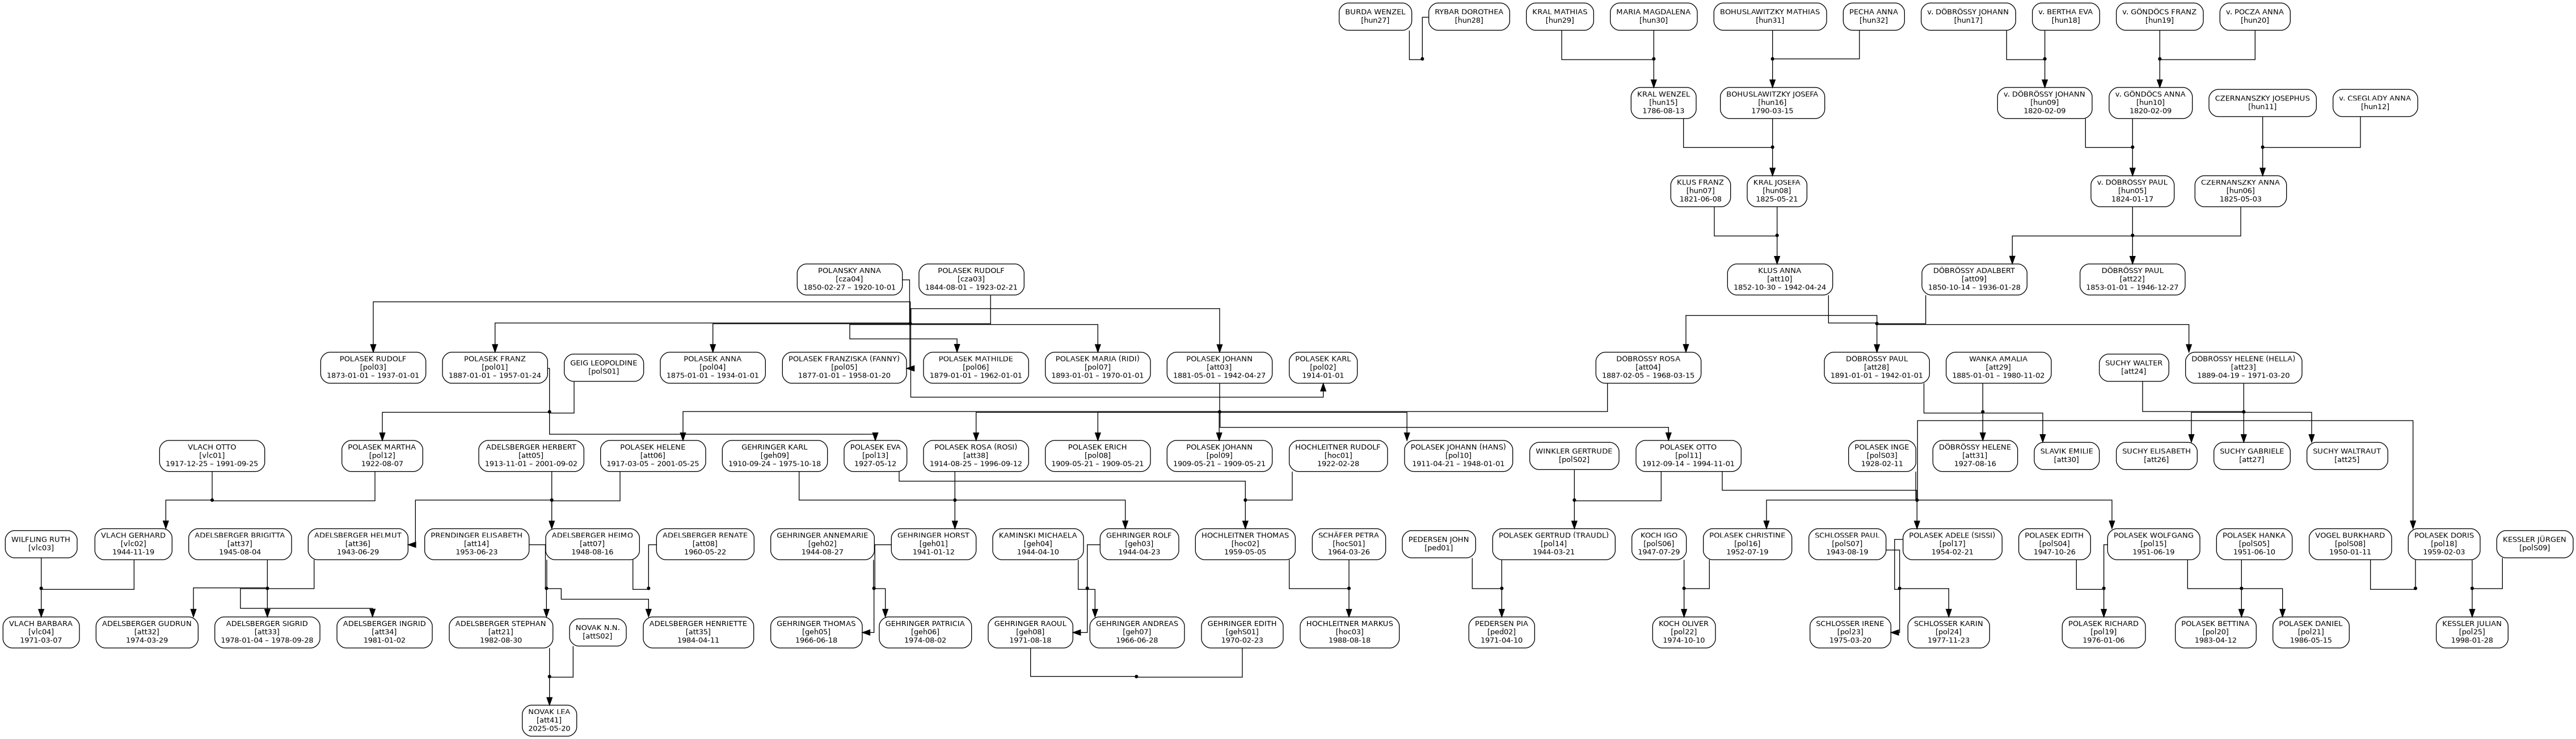 BURDA WENZEL
[hun27]
RYBAR DOROTHEA
[hun28]
KRAL MATHIAS
[hun29]
MARIA MAGDALENA
[hun30]
BOHUSLAWITZKY MATHIAS
[hun31]
PECHA ANNA
[hun32]
v. DÖBRÖSSY JOHANN
[hun17]
v. BERTHA EVA
[hun18]
v. GÖNDÖCS FRANZ
[hun19]
v. POCZA ANNA
[hun20]
KRAL WENZEL
[hun15]
1786-08-13
BOHUSLAWITZKY JOSEFA
[hun16]
1790-03-15
v. DÖBRÖSSY JOHANN
[hun09]
1820-02-09
v. GÖNDÖCS ANNA
[hun10]
1820-02-09
CZERNANSZKY JOSEPHUS
[hun11]
v. CSEGLADY ANNA
[hun12]
KLUS FRANZ
[hun07]
1821-06-08
KRAL JOSEFA
[hun08]
1825-05-21
v. DÖBRÖSSY PAUL
[hun05]
1824-01-17
CZERNANSZKY ANNA
[hun06]
1825-05-03
POLANSKY ANNA
[cza04]
1850-02-27 – 1920-10-01
POLASEK RUDOLF
[cza03]
1844-08-01 – 1923-02-21
KLUS ANNA
[att10]
1852-10-30 – 1942-04-24
DÖBRÖSSY ADALBERT
[att09]
1850-10-14 – 1936-01-28
DÖBRÖSSY PAUL
[att22]
1853-01-01 – 1946-12-27
POLASEK RUDOLF
[pol03]
1873-01-01 – 1937-01-01
POLASEK FRANZ
[pol01]
1887-01-01 – 1957-01-24
GEIG LEOPOLDINE
[polS01]
POLASEK ANNA
[pol04]
1875-01-01 – 1934-01-01
POLASEK FRANZISKA (FANNY)
[pol05]
1877-01-01 – 1958-01-20
POLASEK MATHILDE
[pol06]
1879-01-01 – 1962-01-01
POLASEK MARIA (RIDI)
[pol07]
1893-01-01 – 1970-01-01
POLASEK JOHANN
[att03]
1881-05-01 – 1942-04-27
POLASEK KARL
[pol02]
1914-01-01
DÖBRÖSSY ROSA
[att04]
1887-02-05 – 1968-03-15
DÖBRÖSSY PAUL
[att28]
1891-01-01 – 1942-01-01
WANKA AMALIA
[att29]
1885-01-01 – 1980-11-02
SUCHY WALTER
[att24]
DÖBRÖSSY HELENE (HELLA)
[att23]
1889-04-19 – 1971-03-20
VLACH OTTO
[vlc01]
1917-12-25 – 1991-09-25
POLASEK MARTHA
[pol12]
1922-08-07
ADELSBERGER HERBERT
[att05]
1913-11-01 – 2001-09-02
POLASEK HELENE
[att06]
1917-03-05 – 2001-05-25
GEHRINGER KARL
[geh09]
1910-09-24 – 1975-10-18
POLASEK EVA
[pol13]
1927-05-12
POLASEK ROSA (ROSI)
[att38]
1914-08-25 – 1996-09-12
POLASEK ERICH
[pol08]
1909-05-21 – 1909-05-21
POLASEK JOHANN
[pol09]
1909-05-21 – 1909-05-21
HOCHLEITNER RUDOLF
[hoc01]
1922-02-28
POLASEK JOHANN (HANS)
[pol10]
1911-04-21 – 1948-01-01
WINKLER GERTRUDE
[polS02]
POLASEK OTTO
[pol11]
1912-09-14 – 1994-11-01
POLASEK INGE
[polS03]
1928-02-11
DÖBRÖSSY HELENE
[att31]
1927-08-16
SLAVIK EMILIE
[att30]
SUCHY ELISABETH
[att26]
SUCHY GABRIELE
[att27]
SUCHY WALTRAUT
[att25]
WILFLING RUTH
[vlc03]
VLACH GERHARD
[vlc02]
1944-11-19
ADELSBERGER BRIGITTA
[att37]
1945-08-04
ADELSBERGER HELMUT
[att36]
1943-06-29
PRENDINGER ELISABETH
[att14]
1953-06-23
ADELSBERGER HEIMO
[att07]
1948-08-16
ADELSBERGER RENATE
[att08]
1960-05-22
GEHRINGER ANNEMARIE
[geh02]
1944-08-27
GEHRINGER HORST
[geh01]
1941-01-12
KAMINSKI MICHAELA
[geh04]
1944-04-10
GEHRINGER ROLF
[geh03]
1944-04-23
HOCHLEITNER THOMAS
[hoc02]
1959-05-05
SCHÄFER PETRA
[hocS01]
1964-03-26
PEDERSEN JOHN
[ped01]
POLASEK GERTRUD (TRAUDL)
[pol14]
1944-03-21
KOCH IGO
[polS06]
1947-07-29
POLASEK CHRISTINE
[pol16]
1952-07-19
SCHLOSSER PAUL
[polS07]
1943-08-19
POLASEK ADELE (SISSI)
[pol17]
1954-02-21
POLASEK EDITH
[polS04]
1947-10-26
POLASEK WOLFGANG
[pol15]
1951-06-19
POLASEK HANKA
[polS05]
1951-06-10
VOGEL BURKHARD
[polS08]
1950-01-11
POLASEK DORIS
[pol18]
1959-02-03
KESSLER JÜRGEN
[polS09]
VLACH BARBARA
[vlc04]
1971-03-07
ADELSBERGER GUDRUN
[att32]
1974-03-29
ADELSBERGER SIGRID
[att33]
1978-01-04 – 1978-09-28
ADELSBERGER INGRID
[att34]
1981-01-02
ADELSBERGER STEPHAN
[att21]
1982-08-30
NOVAK N.N.
[attS02]
ADELSBERGER HENRIETTE
[att35]
1984-04-11
GEHRINGER THOMAS
[geh05]
1966-06-18
GEHRINGER PATRICIA
[geh06]
1974-08-02
GEHRINGER RAOUL
[geh08]
1971-08-18
GEHRINGER ANDREAS
[geh07]
1966-06-28
GEHRINGER EDITH
[gehS01]
1970-02-23
HOCHLEITNER MARKUS
[hoc03]
1988-08-18
PEDERSEN PIA
[ped02]
1971-04-10
KOCH OLIVER
[pol22]
1974-10-10
SCHLOSSER IRENE
[pol23]
1975-03-20
SCHLOSSER KARIN
[pol24]
1977-11-23
POLASEK RICHARD
[pol19]
1976-01-06
POLASEK BETTINA
[pol20]
1983-04-12
POLASEK DANIEL
[pol21]
1986-05-15
KESSLER JULIAN
[pol25]
1998-01-28
NOVAK LEA
[att41]
2025-05-20